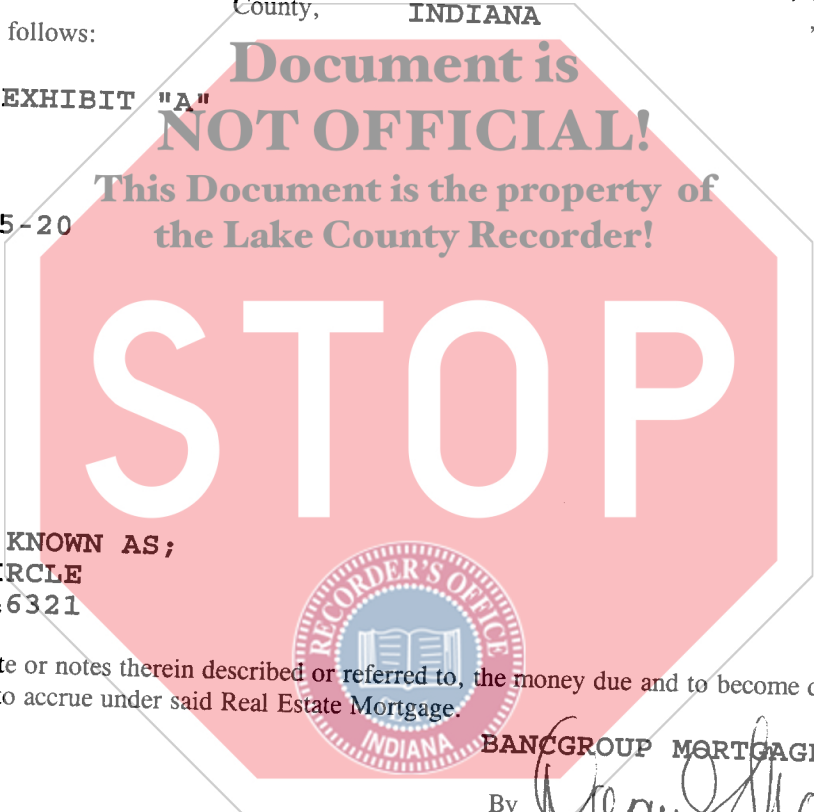 County, INDIANA
follows:
Document is
EXHIBIT "A"
NOT OFFICIAL!
This Document is the property of
the Lake County Recorder!
5-20
STOP
KNOWN AS;
RCLE
6321
RECORDER'S OFFICE
INDIANA
te or notes therein described or referred to, the money due and to become
to accrue under said Real Estate Mortgage.
BANCGROUP MORTGAGE
By